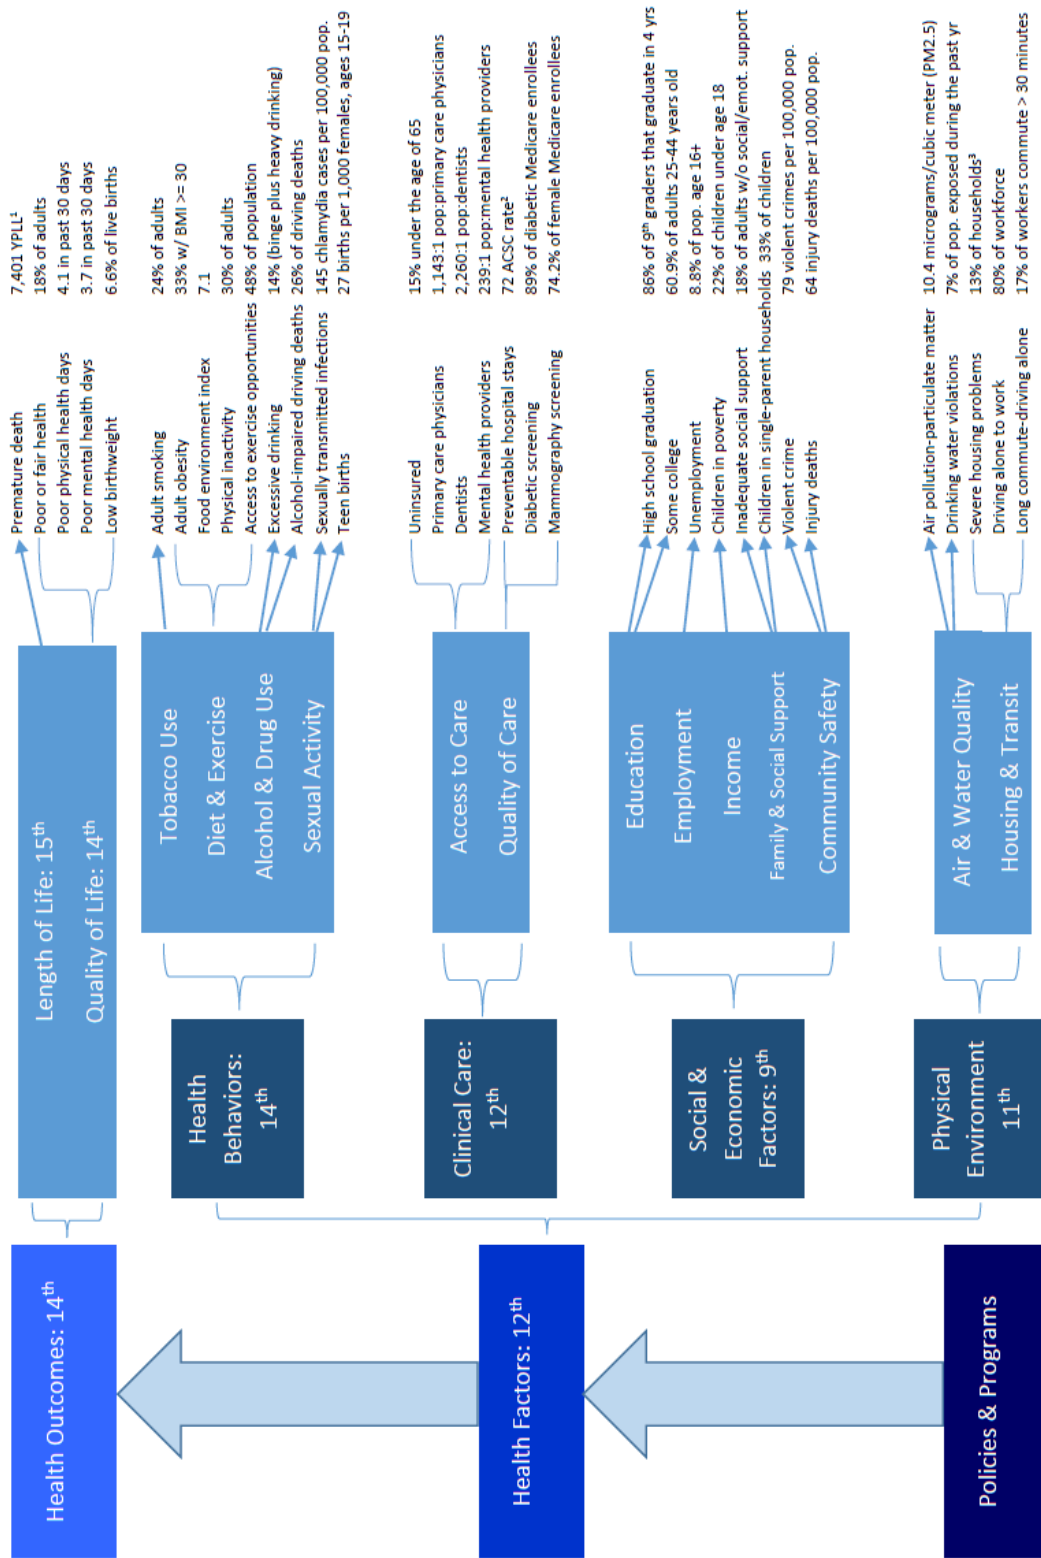 Health Outcomes: 14th
Length of Life: 15th
Quality of Life: 14th
Premature death 7,401 YPLL¹
Poor or fair health 18% of adults
Poor physical health days 4.1 in past 30 days
Poor mental health days 3.7 in past 30 days
Low birthweight 6.6% of live births
Health Factors: 12th
Health
Behaviors:
14th
Tobacco Use
Diet & Exercise
Alcohol & Drug Use
Sexual Activity
Adult smoking 24% of adults
Adult obesity 33% w/ BMI >= 30
Food environment index 7.1
Physical inactivity 30% of adults
Access to exercise opportunities 48% of population
Excessive drinking 14% (binge plus heavy drinking)
Alcohol-impaired driving deaths 26% of driving deaths
Sexually transmitted infections 145 chlamydia cases per 100,000 pop.
Teen births 27 births per 1,000 females, ages 15-19
Clinical Care:
12th
Access to Care
Quality of Care
Uninsured 15% under the age of 65
Primary care physicians 1,143:1 pop:primary care physicians
Dentists 2,260:1 pop:dentists
Mental health providers 239:1 pop:mental health providers
Preventable hospital stays 72 ACSC rate²
Diabetic screening 89% of diabetic Medicare enrollees
Mammography screening 74.2% of female Medicare enrollees
Social &
Economic
Factors: 9th
Education
Employment
Income
Family & Social Support
Community Safety
High school graduation 86% of 9th graders that graduate in 4 yrs
Some college 60.9% of adults 25-44 years old
Unemployment 8.8% of pop. age 16+
Children in poverty 22% of children under age 18
Inadequate social support 18% of adults w/o social/emot. support
Children in single-parent households 33% of children
Violent crime 79 violent crimes per 100,000 pop.
Injury deaths 64 injury deaths per 100,000 pop.
Policies & Programs
Physical
Environment
11th
Air & Water Quality
Housing & Transit
Air pollution-particulate matter 10.4 micrograms/cubic meter (PM2.5)
Drinking water violations 7% of pop. exposed during the past yr
Severe housing problems 13% of households³
Driving alone to work 80% of workforce
Long commute-driving alone 17% of workers commute > 30 minutes